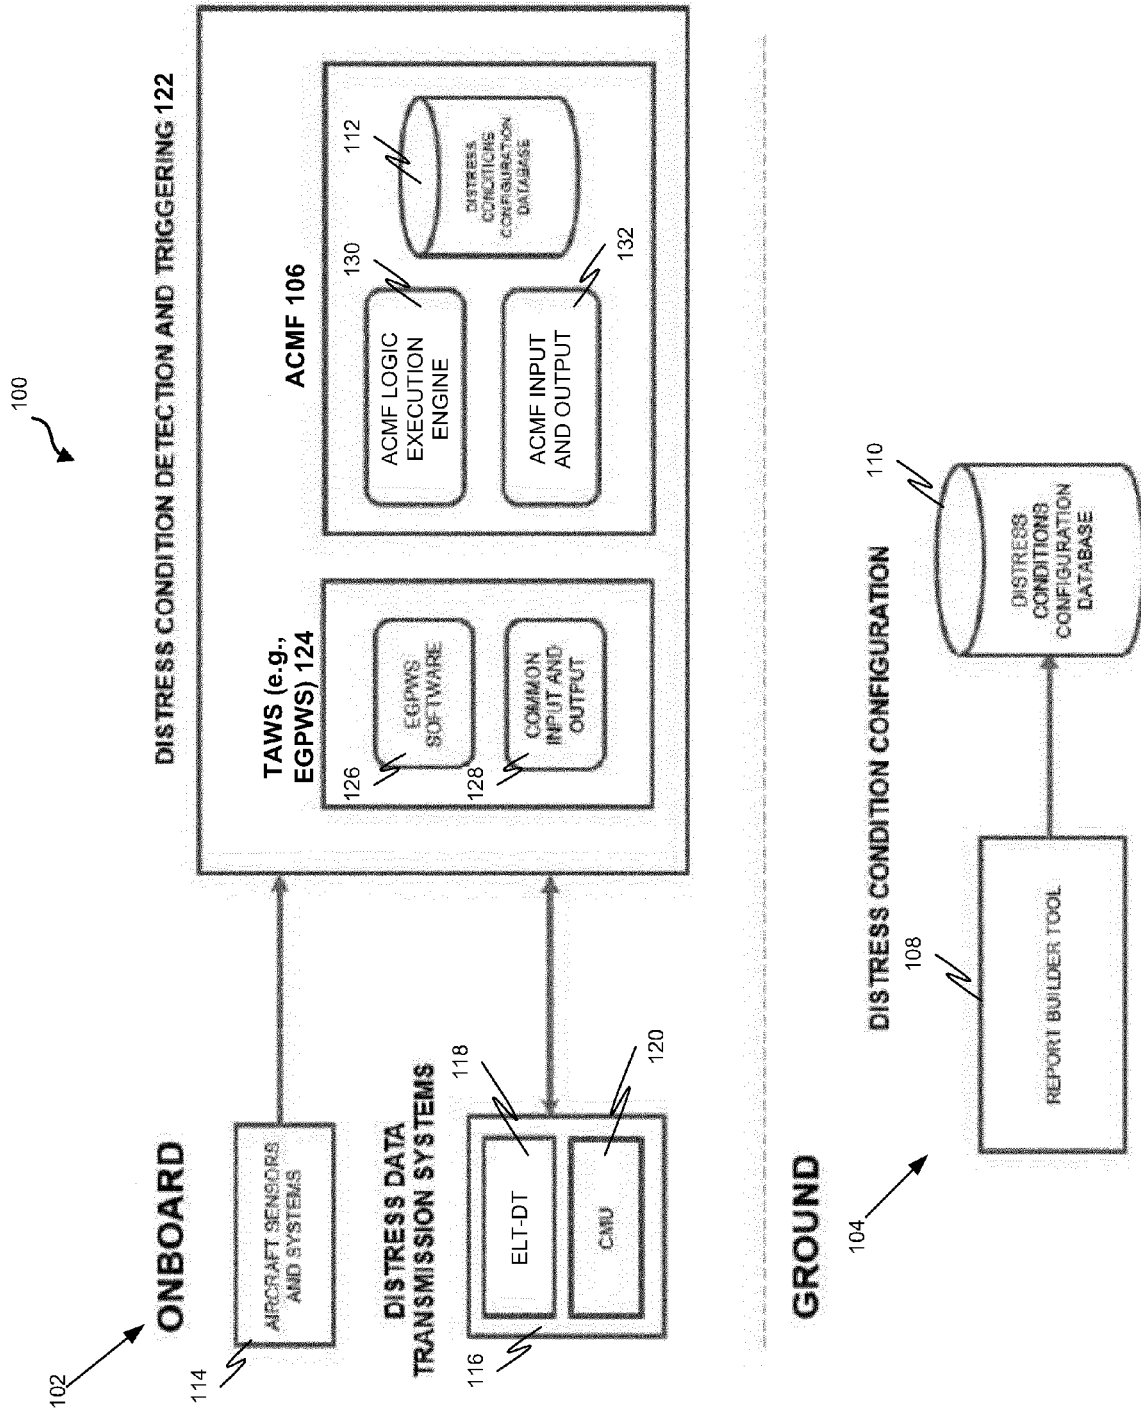 100
102
ONBOARD
114
AIRCRAFT SENSORS
AND SYSTEMS
DISTRESS DATA
TRANSMISSION SYSTEMS
116
118
ELT-DT
120
CMU
DISTRESS CONDITION DETECTION AND TRIGGERING 122
TAWS (e.g.,
EGPWS) 124
126
EGPWS
SOFTWARE
128
COMMON
INPUT AND
OUTPUT
ACMF 106
130
ACMF LOGIC
EXECUTION
ENGINE
132
ACMF INPUT
AND OUTPUT
112
DISTRESS
CONDITIONS
CONFIGURATION
DATABASE
GROUND
104
DISTRESS CONDITION CONFIGURATION
108
REPORT BUILDER TOOL
110
DISTRESS
CONDITIONS
CONFIGURATION
DATABASE